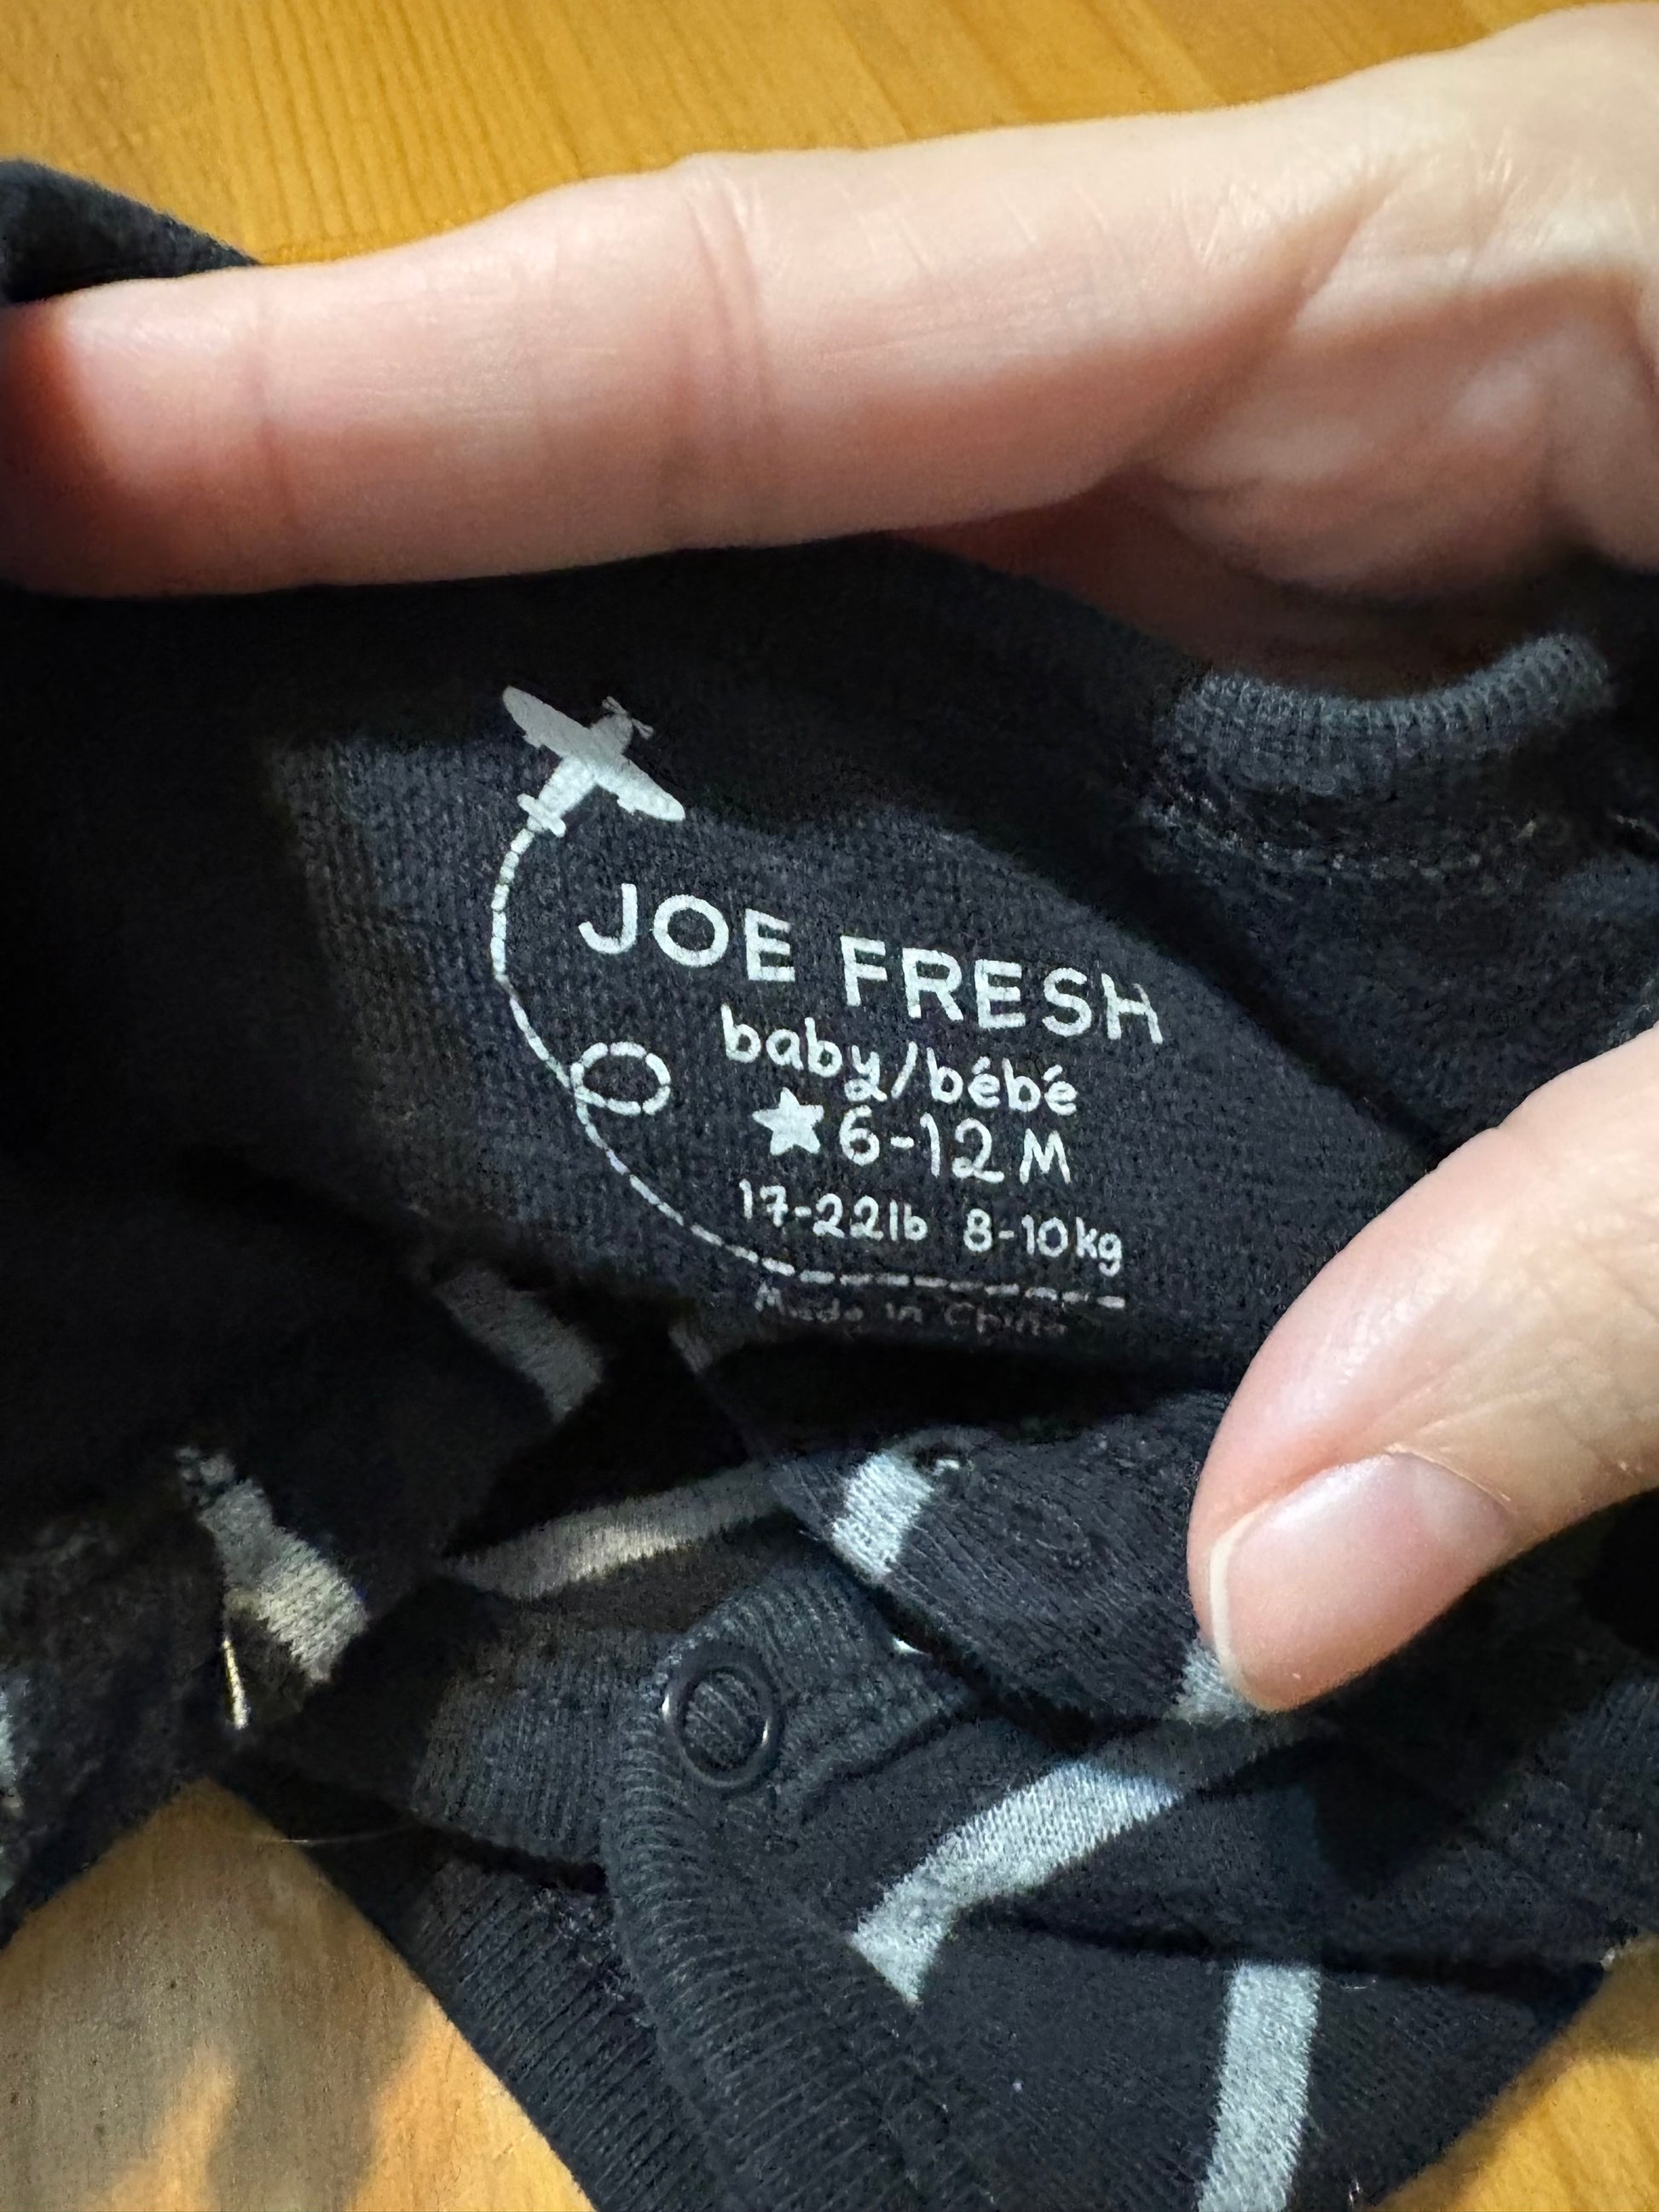 JOE FRESH
baby/bébé
★6-12 M
17-22lb 8-10kg
Made in China